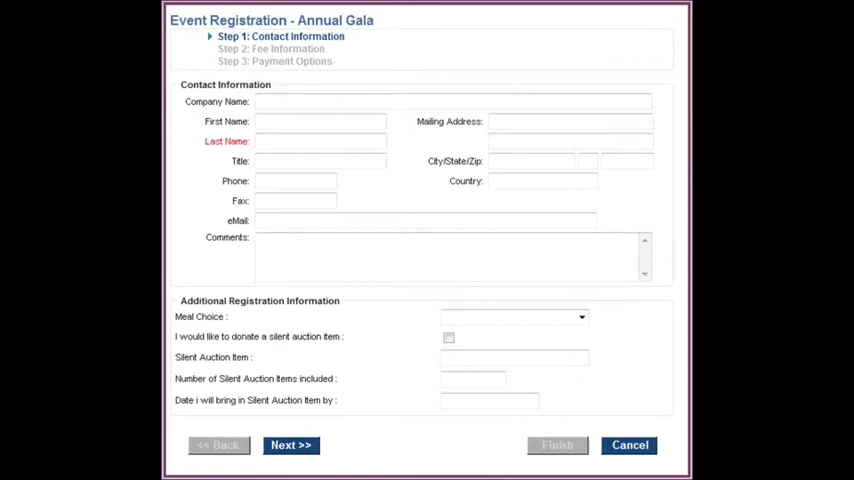 Event Registration - Annual Gala
Step 1: Contact Information
Step 2: Fee Information
Step 3: Payment Options
Contact Information
Company Name:
First Name:
Mailing Address:
Last Name:
Title:
City/State/Zip:
Phone:
Country:
Fax:
eMail:
Comments:
Additional Registration Information
Meal Choice :
I would like to donate a silent auction item :
Silent Auction Item :
Number of Silent Auction Items included :
Date i will bring in Silent Auction Item by :
<< Back Next >> Finish Cancel